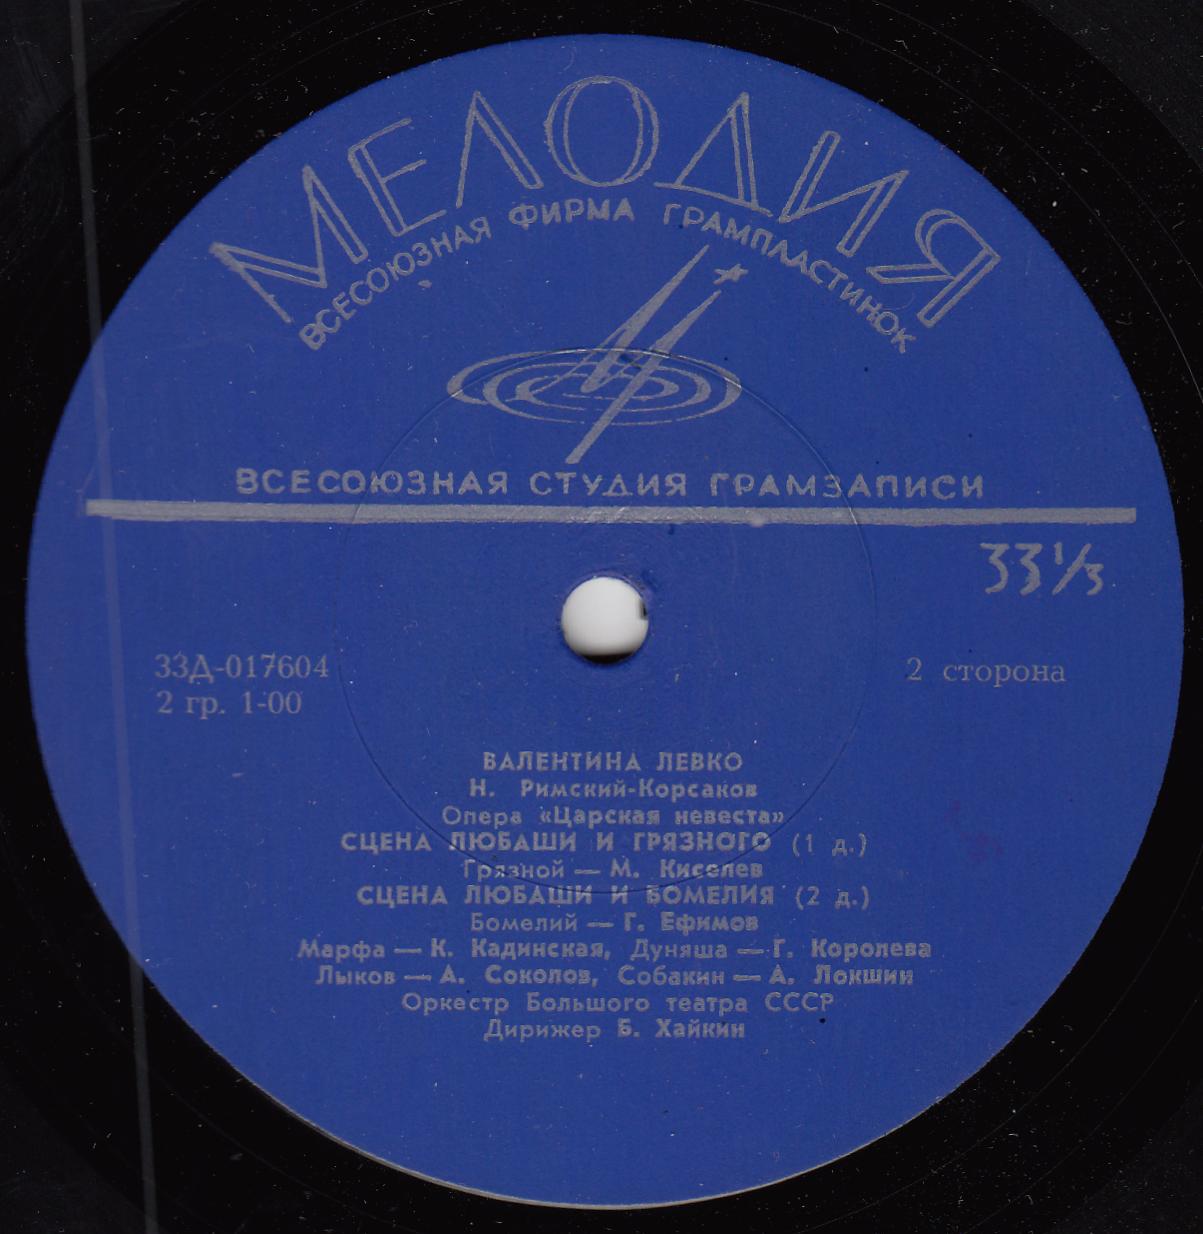 МЕЛОДИЯ
ВСЕСОЮЗНАЯ ФИРМА ГРАМПЛАСТИНОК
ВСЕСОЮЗНАЯ СТУДИЯ ГРАМЗАПИСИ
33 1/3
33Д-017604
2 гр. 1-00
2 сторона
ВАЛЕНТИНА ЛЕВКО
Н. Римский-Корсаков
Опера «Царская невеста»
СЦЕНА ЛЮБАШИ И ГРЯЗНОГО (1 д.)
Грязной — М. Киселев
СЦЕНА ЛЮБАШИ И БОМЕЛИЯ (2 д.)
Бомелий — Г. Ефимов
Марфа — К. Кадинская, Дуняша — Г. Королева
Лыков — А. Соколов, Собакин — А. Локшин
Оркестр Большого театра СССР
Дирижер Б. Хайкин